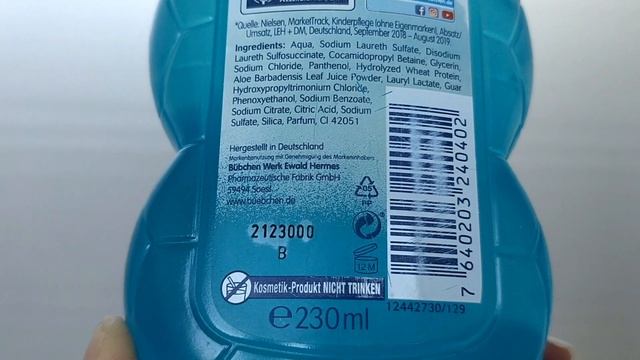 *Quelle: Nielsen, MarketTrack, Kinderpflege (ohne Eigenmarken), Absatz/
Umsatz, LEH + DM, Deutschland, September 2018 – August 2019.
Ingredients: Aqua, Sodium Laureth Sulfate, Disodium
Laureth Sulfosuccinate, Cocamidopropyl Betaine, Glycerin,
Sodium Chloride, Panthenol, Hydrolyzed Wheat Protein,
Aloe Barbadensis Leaf Juice Powder, Lauryl Lactate, Guar
Hydroxypropyltrimonium Chloride,
Phenoxyethanol, Sodium Benzoate,
Sodium Citrate, Citric Acid, Sodium
Sulfate, Silica, Parfum, CI 42051
Hergestellt in Deutschland
Markenbenutzung mit Genehmigung des Markeninhabers
Bübchen Werk Ewald Hermes
Pharmazeutische Fabrik GmbH
59494 Soest
www.buebchen.de
05
PP
12M
2123000
B
Kosmetik-Produkt NICHT TRINKEN
e 230ml
7 640203 240402
12442730/129